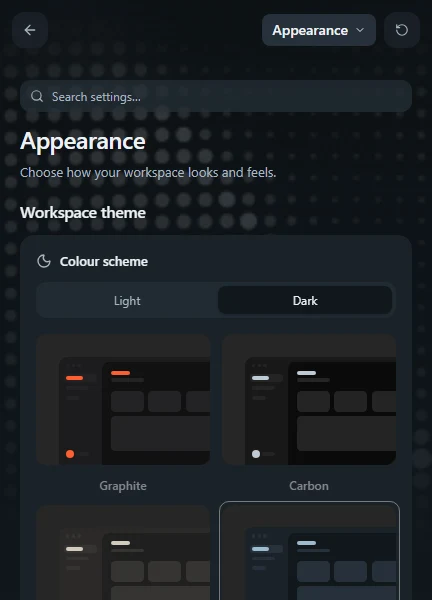 Appearance
Search settings...
Appearance
Choose how your workspace looks and feels.
Workspace theme
Colour scheme
Light
Dark
Graphite
Carbon